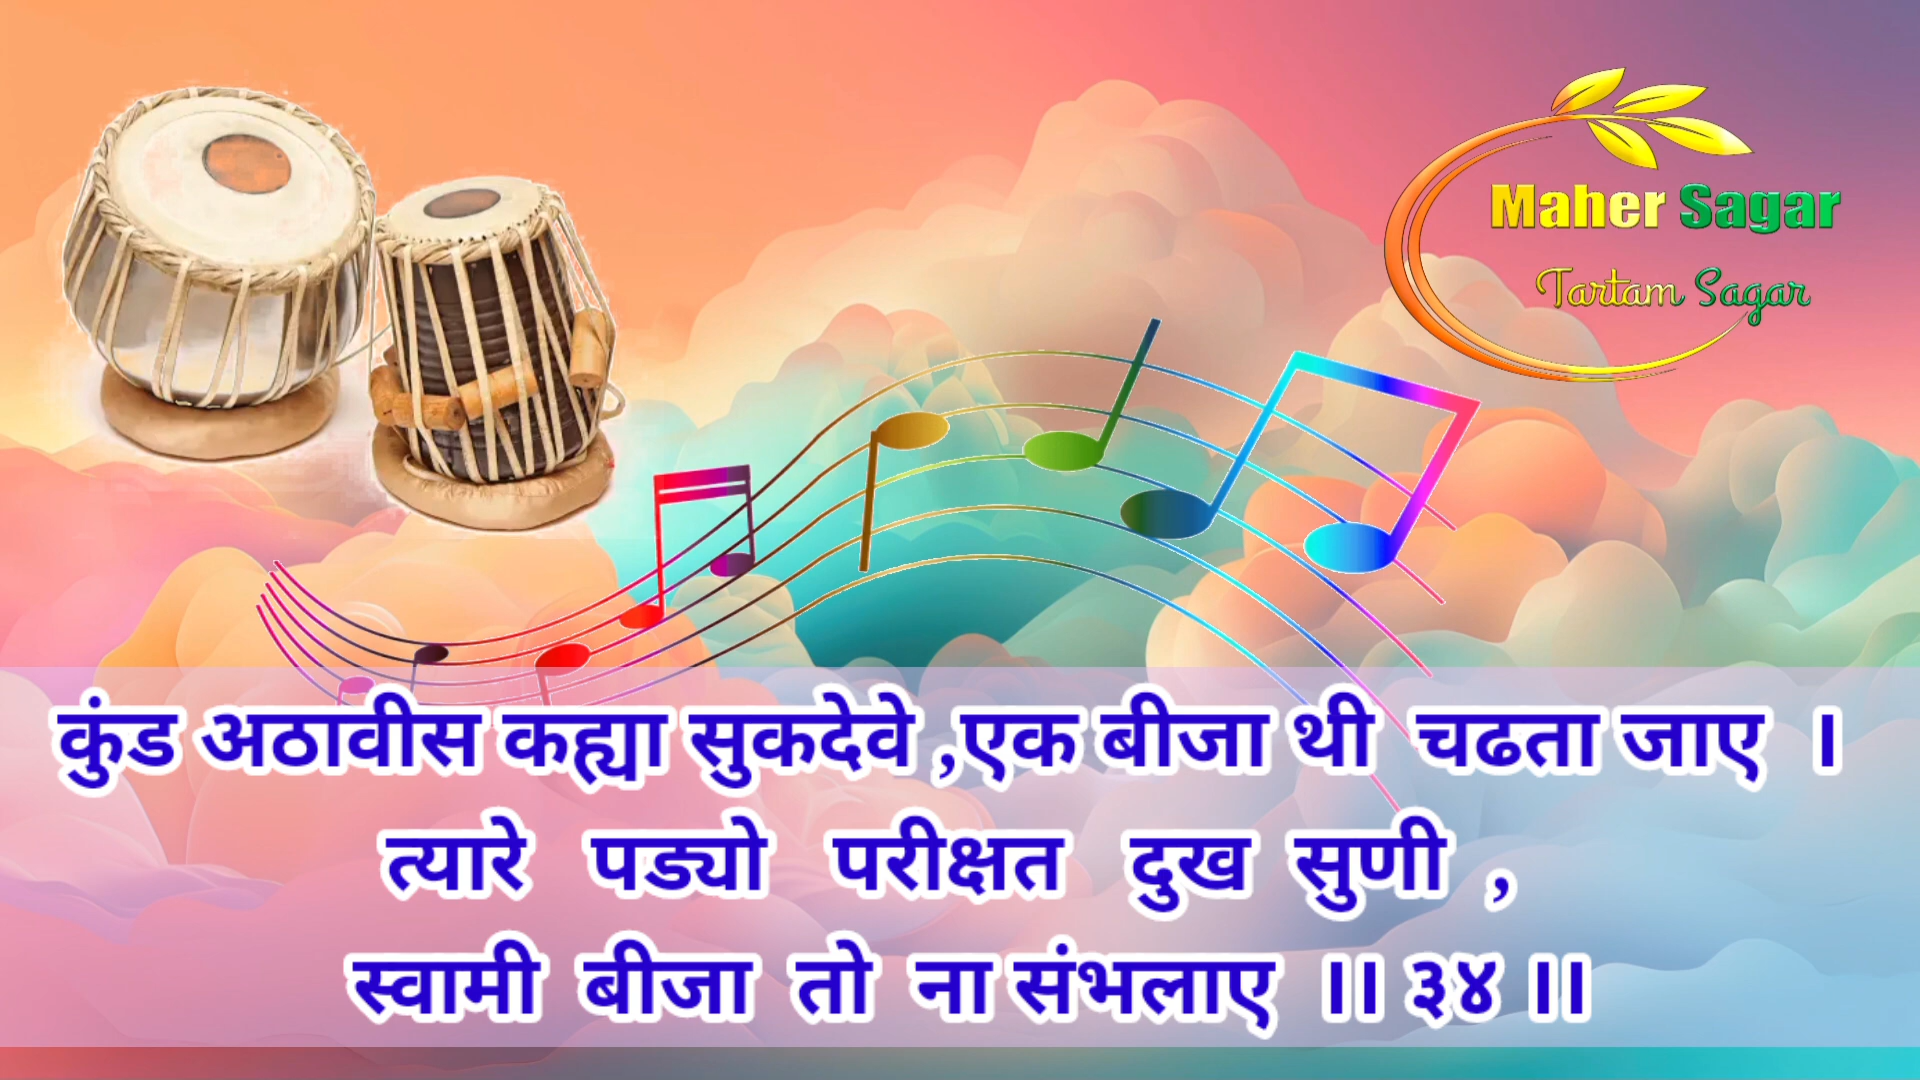 Maher Sagar
Tartam Sagar
कुंड अठावीस कह्या सुकदेवे ,एक बीजा थी चढता जाए ।
त्यारे पड्यो परीक्षत दुख सुणी ,
स्वामी बीजा तो ना संभलाए ।। ३४ ।।